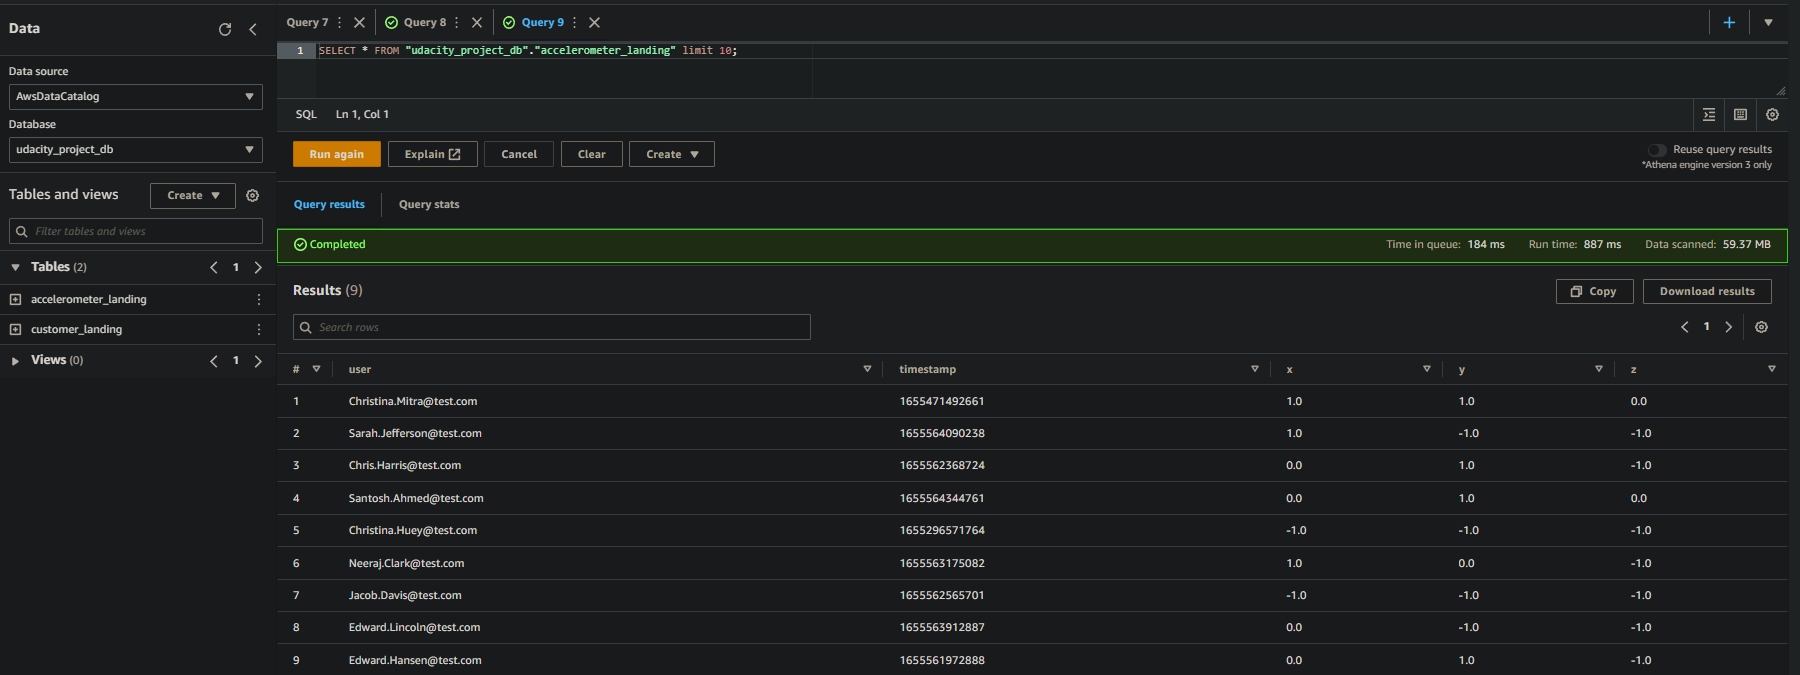 Data
Data source
AwsDataCatalog
Database
udacity_project_db
Tables and views
Create
Filter tables and views
Tables (2)
1
accelerometer_landing
customer_landing
Views (0)
1
Query 7
Query 8
Query 9
1 SELECT * FROM "udacity_project_db"."accelerometer_landing" limit 10;
SQL Ln 1, Col 1
Run again Explain Cancel Clear Create
Reuse query results
*Athena engine version 3 only
Query results Query stats
Completed Time in queue: 184 ms Run time: 887 ms Data scanned: 59.37 MB
Results (9) Copy Download results
Search rows 1
# user timestamp x y z
1 Christina.Mitra@test.com 1655471492661 1.0 1.0 0.0
2 Sarah.Jefferson@test.com 1655564090238 1.0 -1.0 -1.0
3 Chris.Harris@test.com 1655562368724 0.0 1.0 -1.0
4 Santosh.Ahmed@test.com 1655564344761 0.0 1.0 0.0
5 Christina.Huey@test.com 1655296571764 -1.0 -1.0 -1.0
6 Neeraj.Clark@test.com 1655563175082 1.0 0.0 -1.0
7 Jacob.Davis@test.com 1655562565701 -1.0 -1.0 -1.0
8 Edward.Lincoln@test.com 1655563912887 0.0 -1.0 -1.0
9 Edward.Hansen@test.com 1655561972888 0.0 1.0 -1.0